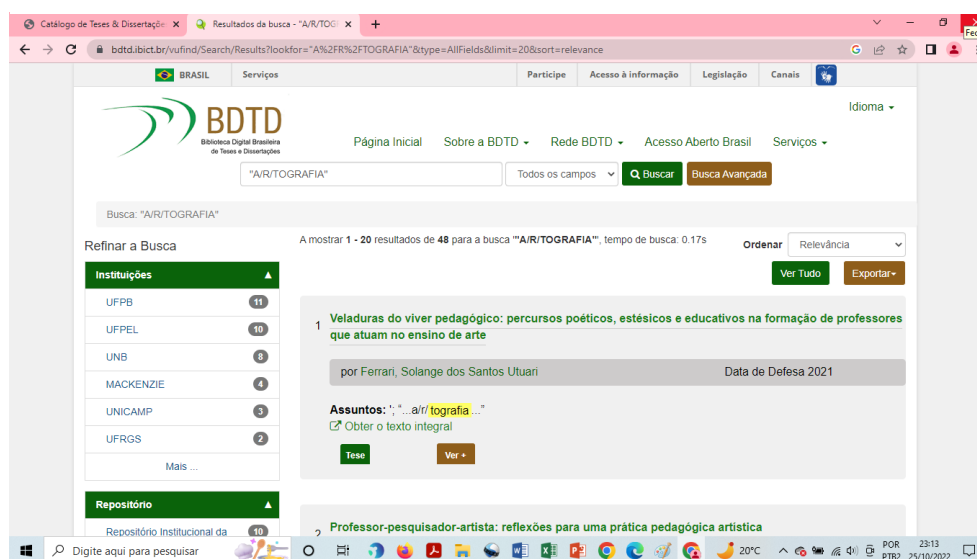 Catálogo de Teses & Dissertaçõe
Resultados da busca - "A/R/TOG
bdtd.ibict.br/vufind/Search/Results?lookfor="A%2FR%2FTOGRAFIA"&type=AllFields&limit=20&sort=relevance
BRASIL Serviços Participe Acesso à informação Legislação Canais
Idioma
BDTD
Biblioteca Digital Brasileira
de Teses e Dissertações
Página Inicial Sobre a BDTD Rede BDTD Acesso Aberto Brasil Serviços
"A/R/TOGRAFIA" Todos os campos Buscar Busca Avançada
Busca: "A/R/TOGRAFIA"
Refinar a Busca
A mostrar 1 - 20 resultados de 48 para a busca '"A/R/TOGRAFIA"', tempo de busca: 0.17s
Ordenar Relevância
Ver Tudo Exportar
Instituições
UFPB 11
UFPEL 10
UNB 8
MACKENZIE 4
UNICAMP 3
UFRGS 2
Mais ...
Repositório
Repositório Institucional da 10
1 Veladuras do viver pedagógico: percursos poéticos, estésicos e educativos na formação de professores
que atuam no ensino de arte
por Ferrari, Solange dos Santos Utuari Data de Defesa 2021
Assuntos: '; "...a/r/tografia..."
Obter o texto integral
Tese Ver +
2 Professor-pesquisador-artista: reflexões para uma prática pedagógica artística
Digite aqui para pesquisar
20°C
POR
PTB2
23:13
25/10/2022